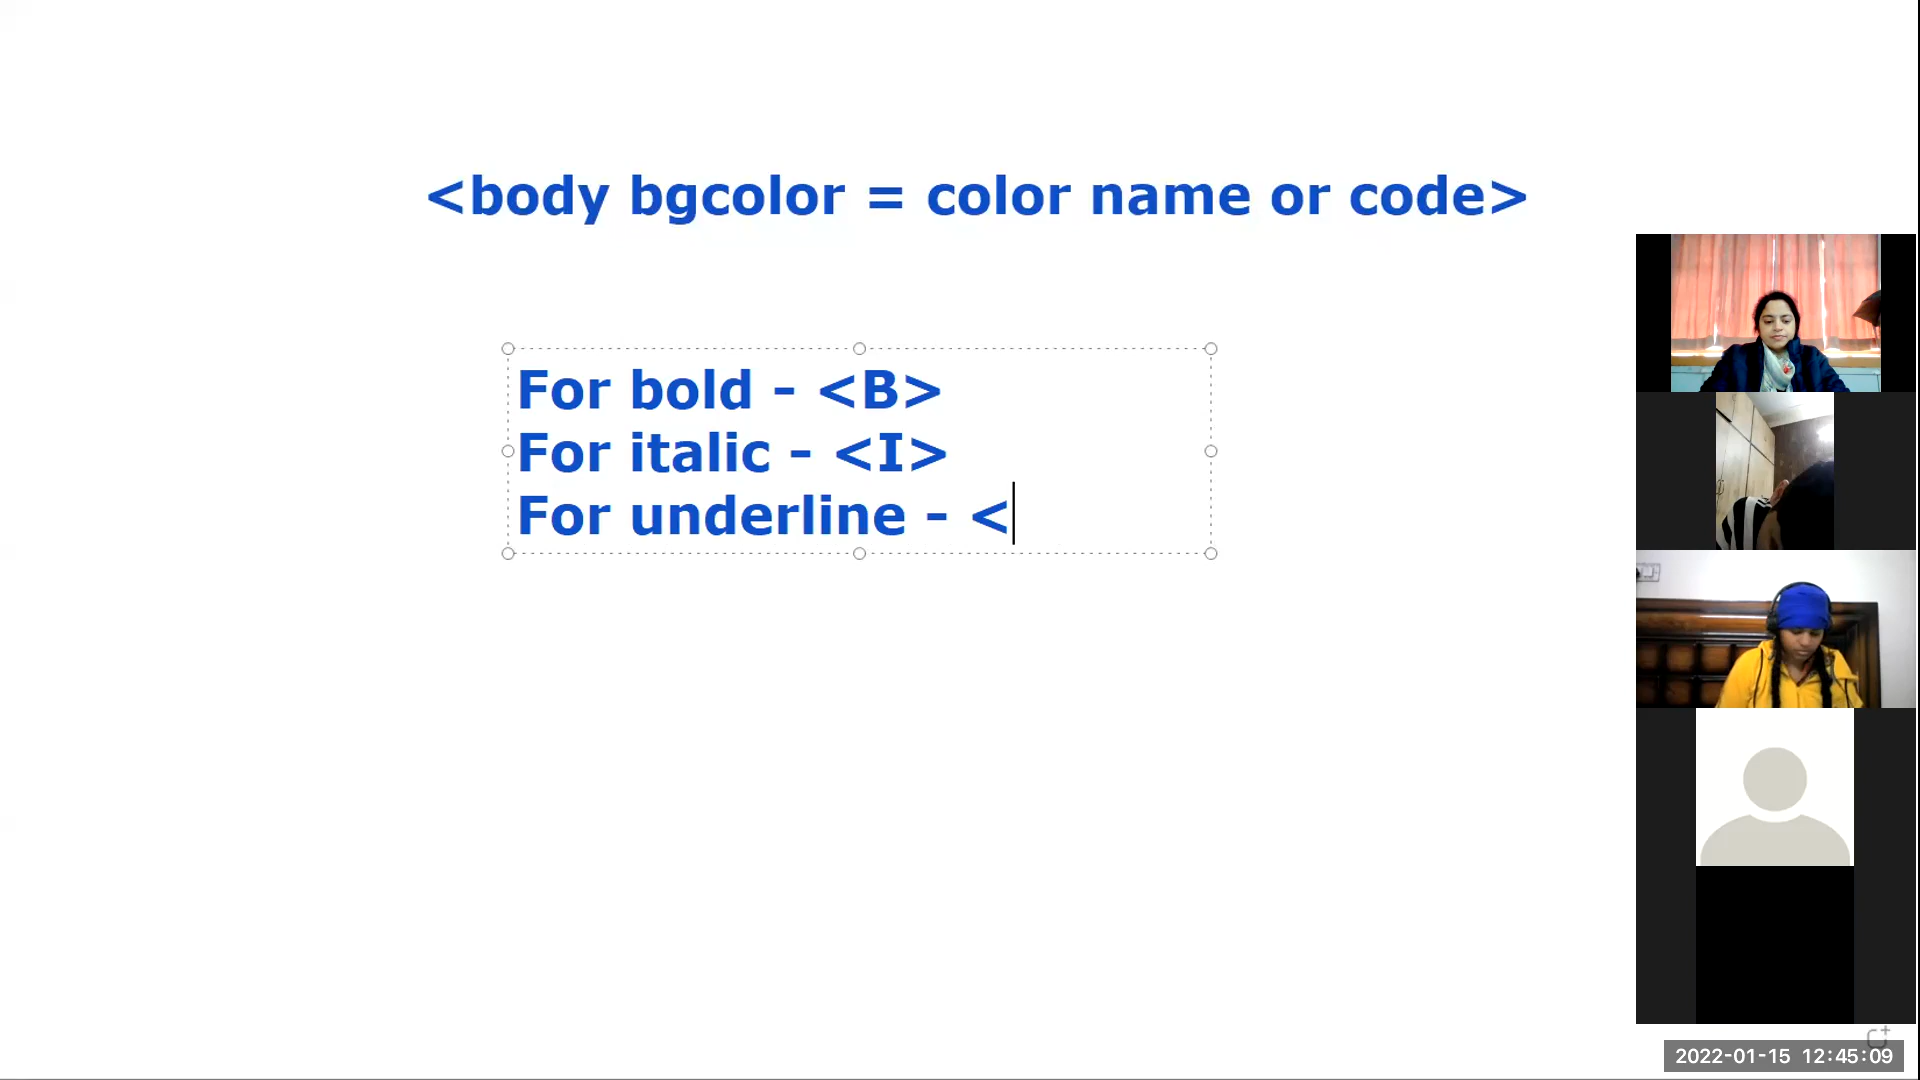 <body bgcolor = color name or code>
For bold - <B>
For italic - <I>
For underline - <
2022-01-15 12:45:09